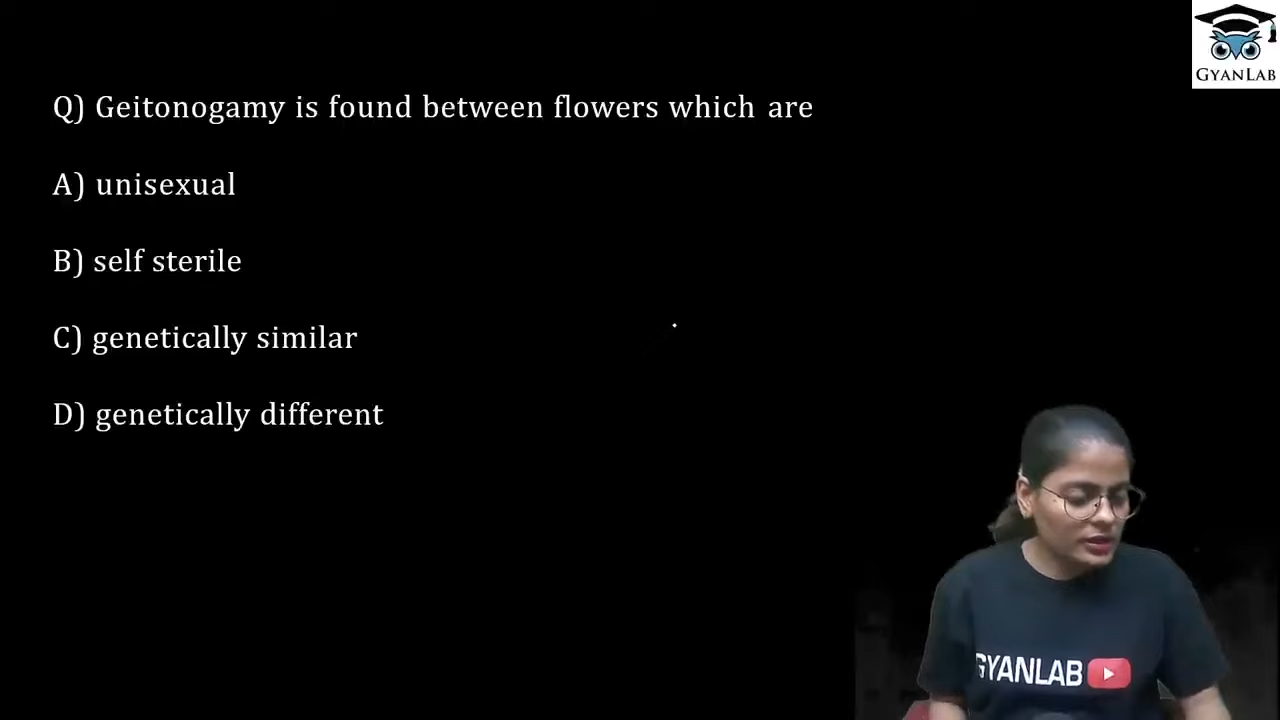 GYANLAB
Q) Geitonogamy is found between flowers which are
A) unisexual
B) self sterile
C) genetically similar
D) genetically different
GYANLAB